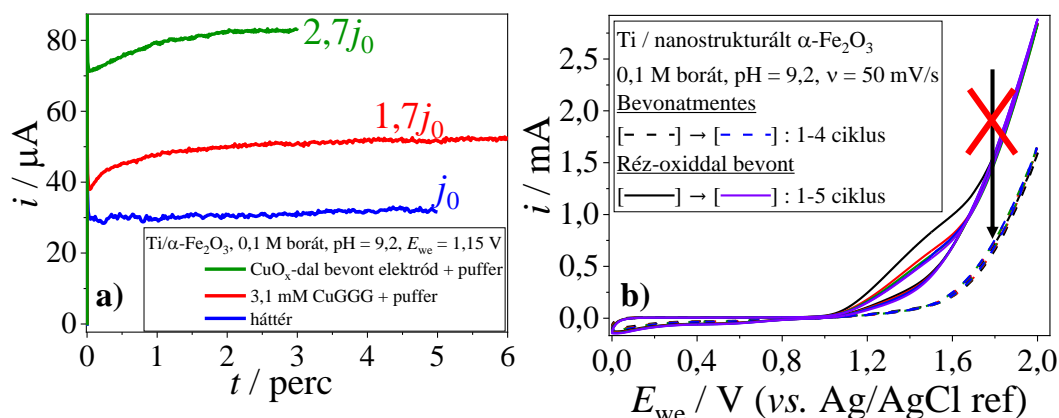 a)
i / µA
80
60
40
20
0
2,7j₀
1,7j₀
j₀
Ti/α-Fe₂O₃, 0,1 M borát, pH = 9,2, E_we = 1,15 V
CuOₓ-dal bevont elektród + puffer
3,1 mM CuGGG + puffer
háttér
0 1 2 3 4 5 6
t / perc
b)
i / mA
2,5
2,0
1,5
1,0
0,5
0,0
Ti / nanostrukturált α-Fe₂O₃
0,1 M borát, pH = 9,2, ν = 50 mV/s
Bevonatmentes
[ – – ] → [ – – ] : 1-4 ciklus
Réz-oxiddal bevont
[ — ] → [ — ] : 1-5 ciklus
0,0 0,4 0,8 1,2 1,6 2,0
E_we / V (vs. Ag/AgCl ref)